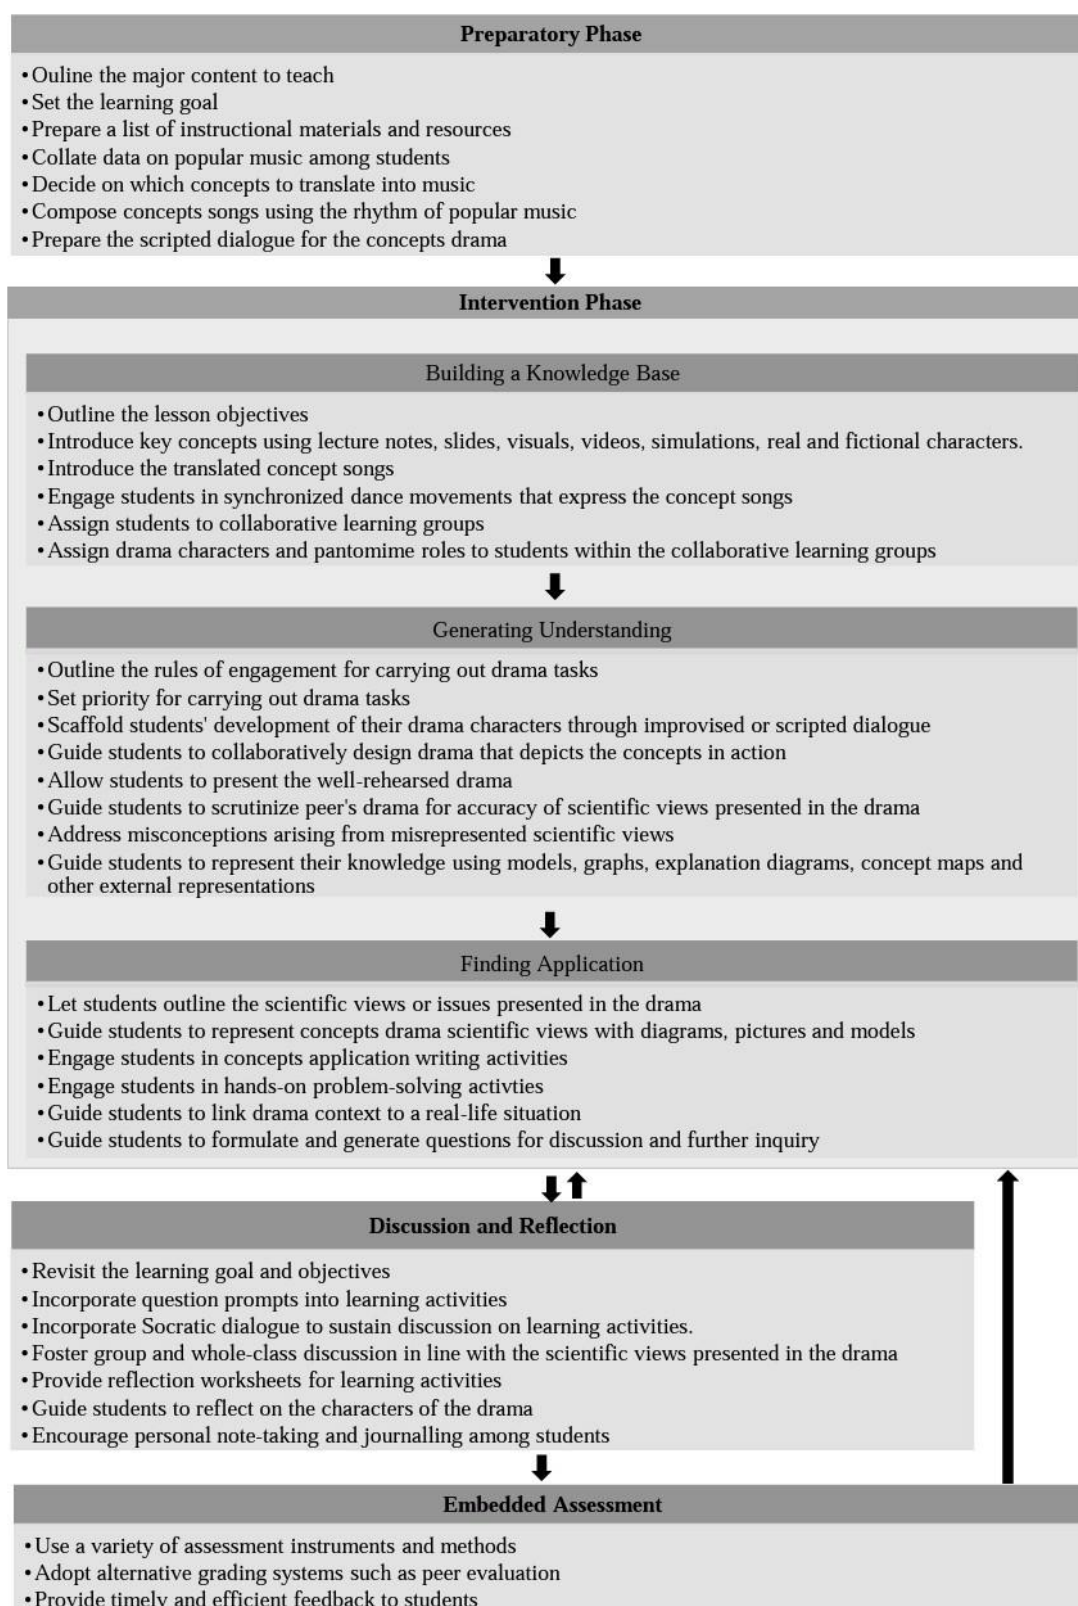 Preparatory Phase
•Ouline the major content to teach
•Set the learning goal
•Prepare a list of instructional materials and resources
•Collate data on popular music among students
•Decide on which concepts to translate into music
•Compose concepts songs using the rhythm of popular music
•Prepare the scripted dialogue for the concepts drama
Intervention Phase
Building a Knowledge Base
•Outline the lesson objectives
•Introduce key concepts using lecture notes, slides, visuals, videos, simulations, real and fictional characters.
•Introduce the translated concept songs
•Engage students in synchronized dance movements that express the concept songs
•Assign students to collaborative learning groups
•Assign drama characters and pantomime roles to students within the collaborative learning groups
Generating Understanding
•Outline the rules of engagement for carrying out drama tasks
•Set priority for carrying out drama tasks
•Scaffold students' development of their drama characters through improvised or scripted dialogue
•Guide students to collaboratively design drama that depicts the concepts in action
•Allow students to present the well-rehearsed drama
•Guide students to scrutinize peer's drama for accuracy of scientific views presented in the drama
•Address misconceptions arising from misrepresented scientific views
•Guide students to represent their knowledge using models, graphs, explanation diagrams, concept maps and
other external representations
Finding Application
•Let students outline the scientific views or issues presented in the drama
•Guide students to represent concepts drama scientific views with diagrams, pictures and models
•Engage students in concepts application writing activities
•Engage students in hands-on problem-solving activties
•Guide students to link drama context to a real-life situation
•Guide students to formulate and generate questions for discussion and further inquiry
Discussion and Reflection
•Revisit the learning goal and objectives
•Incorporate question prompts into learning activities
•Incorporate Socratic dialogue to sustain discussion on learning activities.
•Foster group and whole-class discussion in line with the scientific views presented in the drama
•Provide reflection worksheets for learning activities
•Guide students to reflect on the characters of the drama
•Encourage personal note-taking and journalling among students
Embedded Assessment
•Use a variety of assessment instruments and methods
•Adopt alternative grading systems such as peer evaluation
•Provide timely and efficient feedback to students